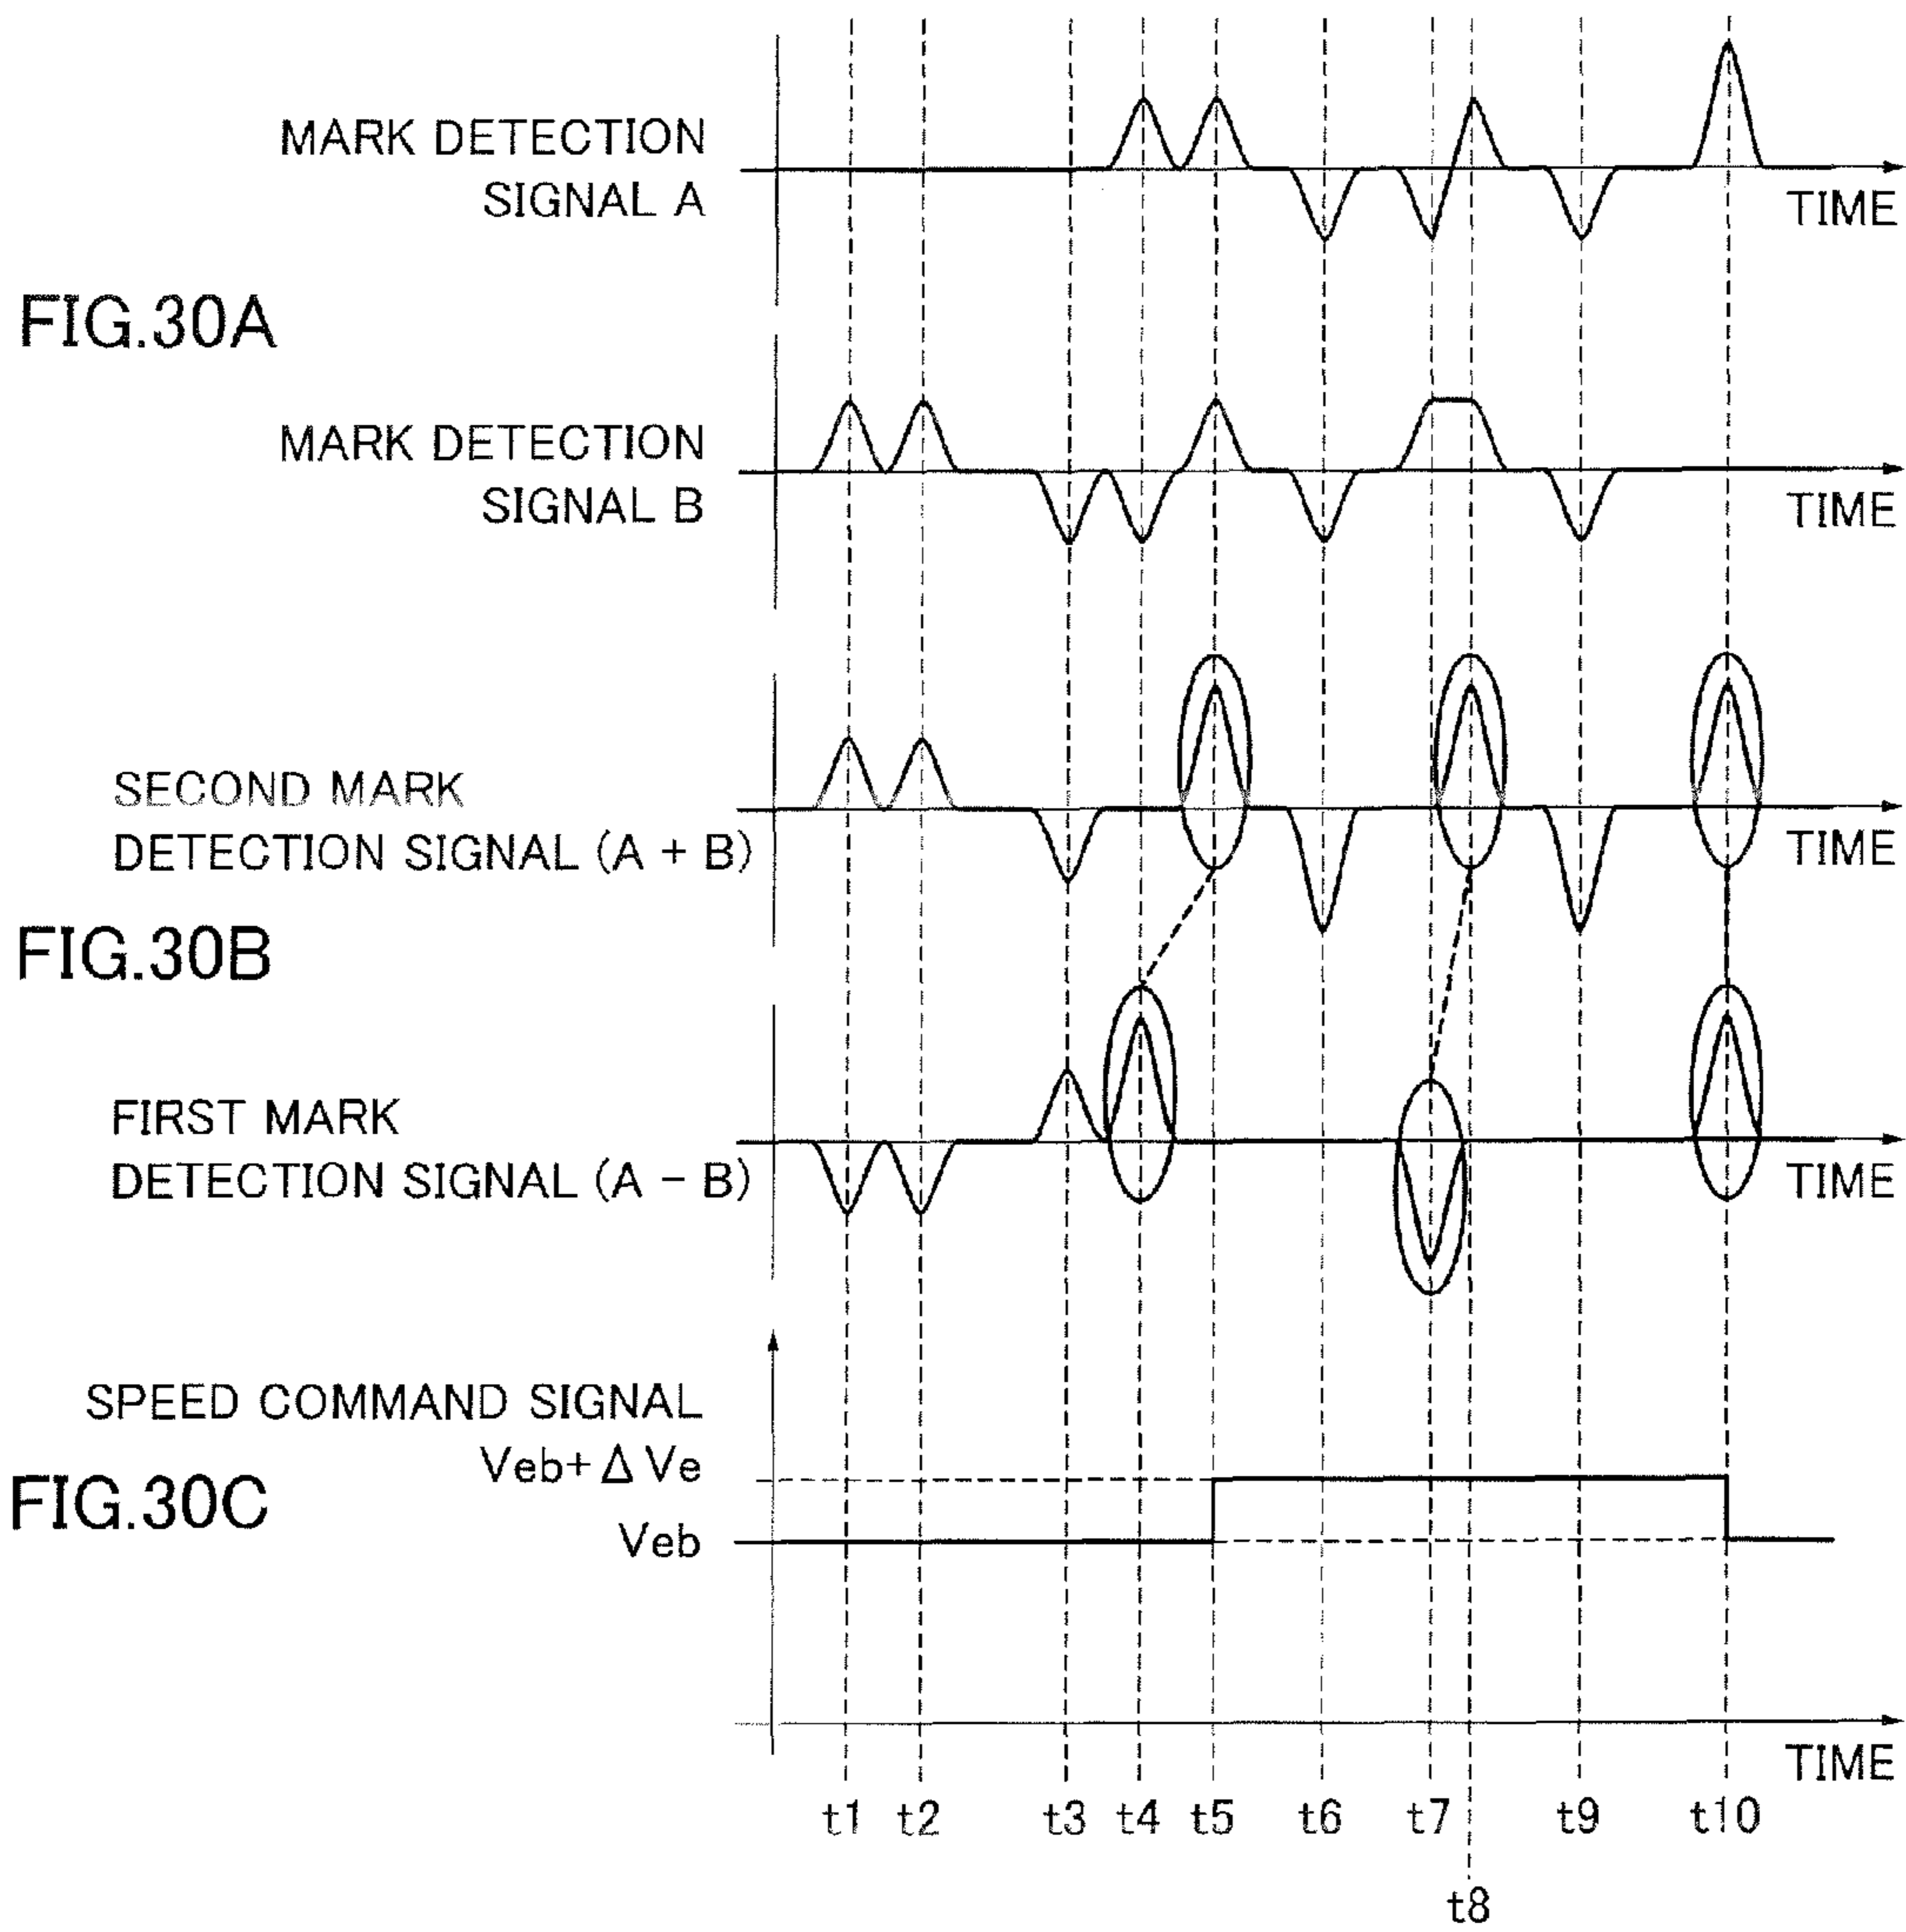 MARK DETECTION
SIGNAL A
TIME
FIG.30A
MARK DETECTION
SIGNAL B
TIME
SECOND MARK
DETECTION SIGNAL (A + B)
TIME
FIG.30B
FIRST MARK
DETECTION SIGNAL (A - B)
TIME
SPEED COMMAND SIGNAL
Veb+ Δ Ve
FIG.30C
Veb
TIME
t1 t2 t3 t4 t5 t6 t7 t9 t10
t8